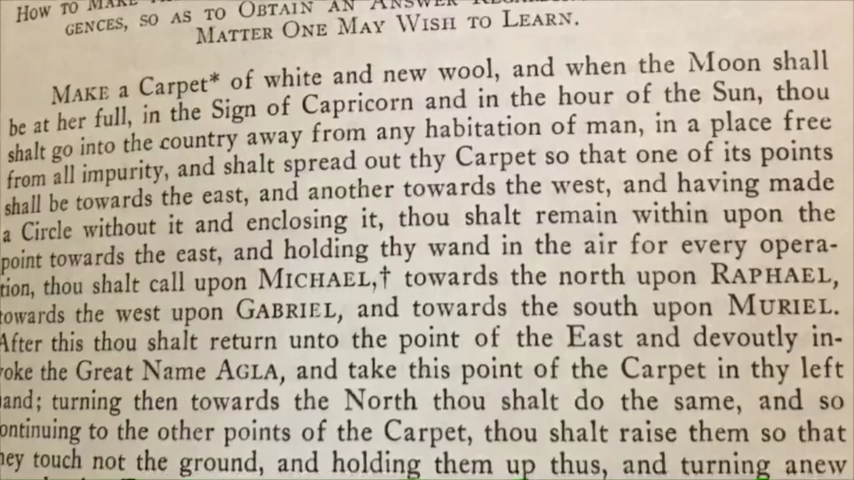 HOW TO MAKE
GENCES, SO AS TO OBTAIN AN ANSWER
MATTER ONE MAY WISH TO LEARN.
MAKE a Carpet* of white and new wool, and when the Moon shall
be at her full, in the Sign of Capricorn and in the hour of the Sun, thou
shalt go into the country away from any habitation of man, in a place free
from all impurity, and shalt spread out thy Carpet so that one of its points
shall be towards the east, and another towards the west, and having made
a Circle without it and enclosing it, thou shalt remain within upon the
point towards the east, and holding thy wand in the air for every opera-
tion, thou shalt call upon MICHAEL,† towards the north upon RAPHAEL,
towards the west upon GABRIEL, and towards the south upon MURIEL.
After this thou shalt return unto the point of the East and devoutly in-
voke the Great Name AGLA, and take this point of the Carpet in thy left
hand; turning then towards the North thou shalt do the same, and so
ontinuing to the other points of the Carpet, thou shalt raise them so that
hey touch not the ground, and holding them up thus, and turning anew